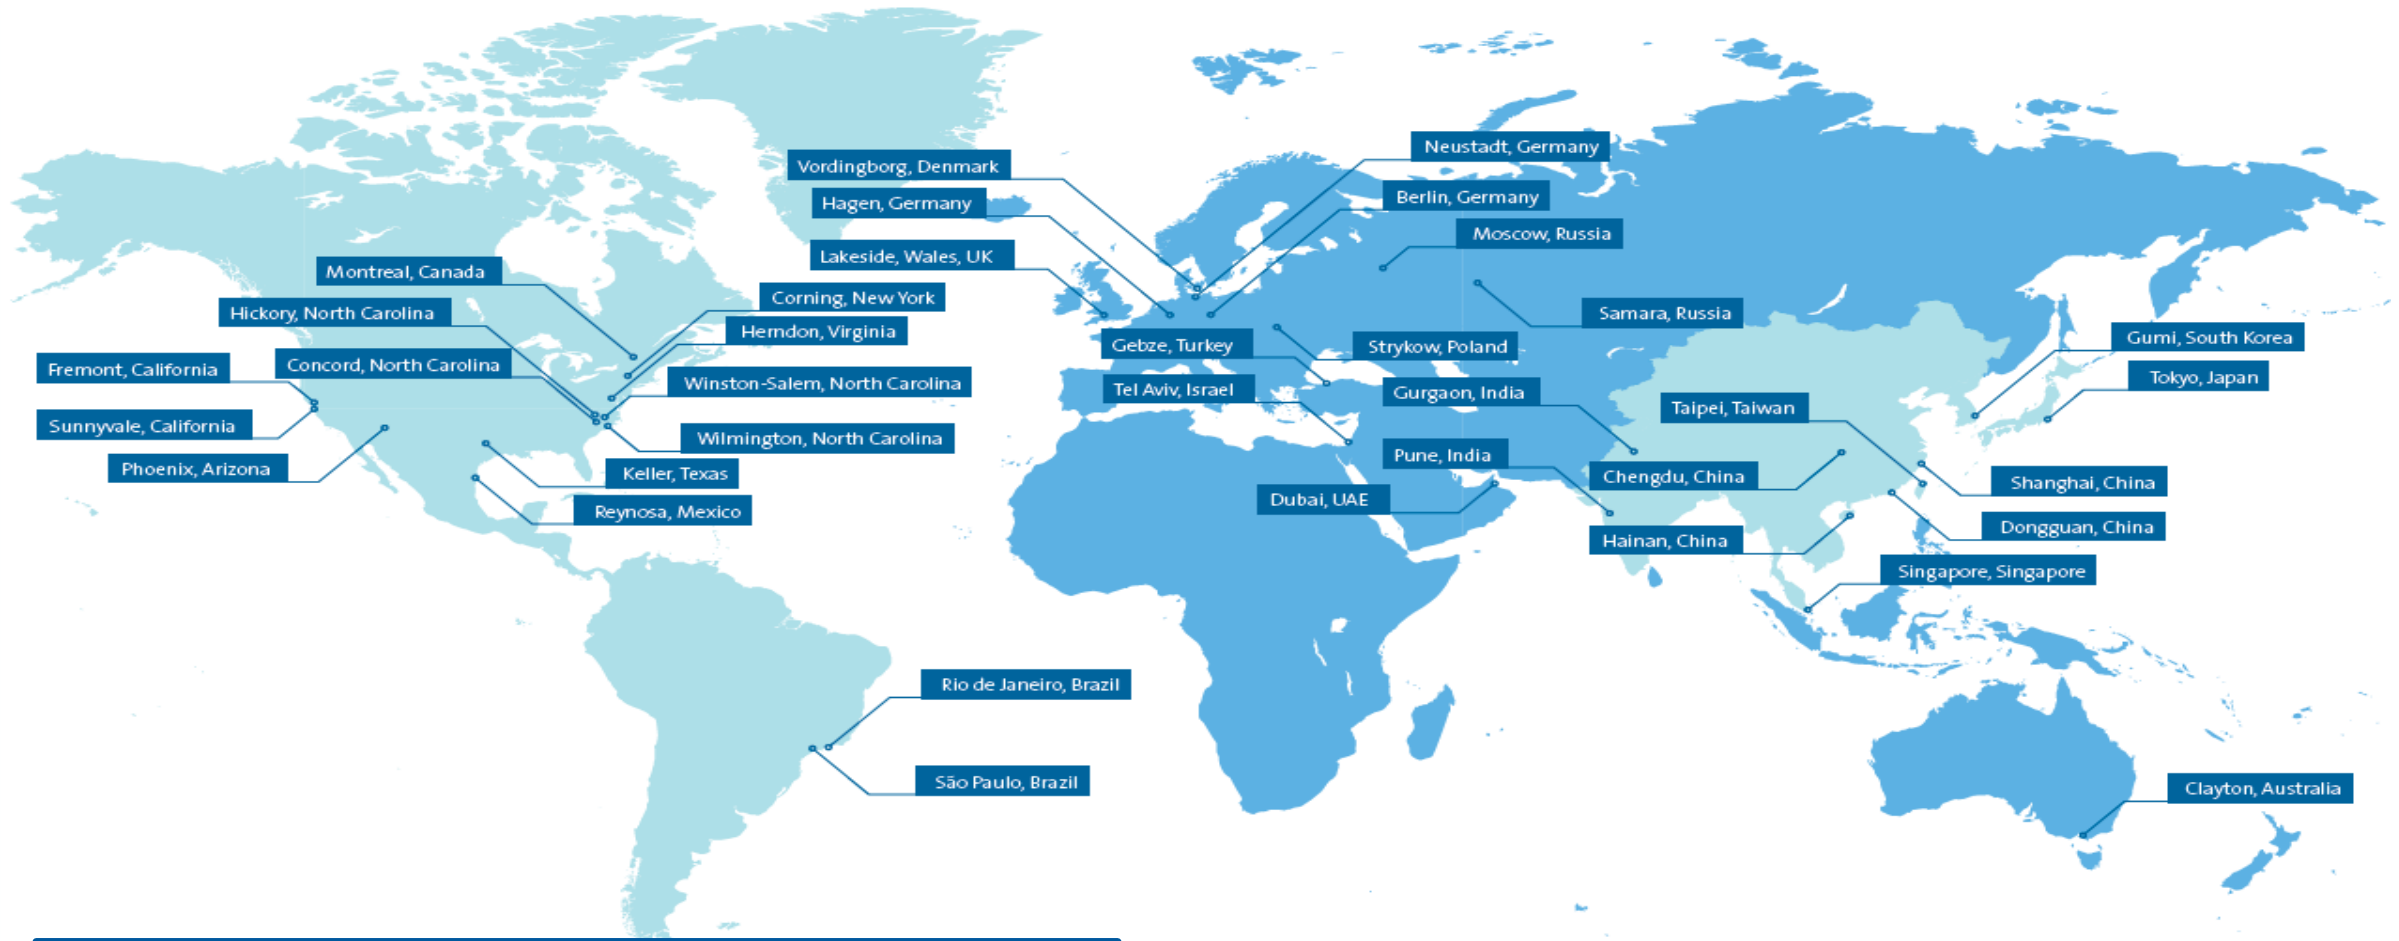 Neustadt, Germany
Vordingborg, Denmark
Berlin, Germany
Hagen, Germany
Moscow, Russia
Lakeside, Wales, UK
Montreal, Canada
Corning, New York
Hickory, North Carolina
Samara, Russia
Herndon, Virginia
Gumi, South Korea
Gebze, Turkey
Strykow, Poland
Concord, North Carolina
Fremont, California
Tokyo, Japan
Winston-Salem, North Carolina
Tel Aviv, Israel
Gurgaon, India
Taipei, Taiwan
Sunnyvale, California
Wilmington, North Carolina
Pune, India
Phoenix, Arizona
Keller, Texas
Chengdu, China
Shanghai, China
Dubai, UAE
Reynosa, Mexico
Dongguan, China
Hainan, China
Singapore, Singapore
Rio de Janeiro, Brazil
São Paulo, Brazil
Clayton, Australia